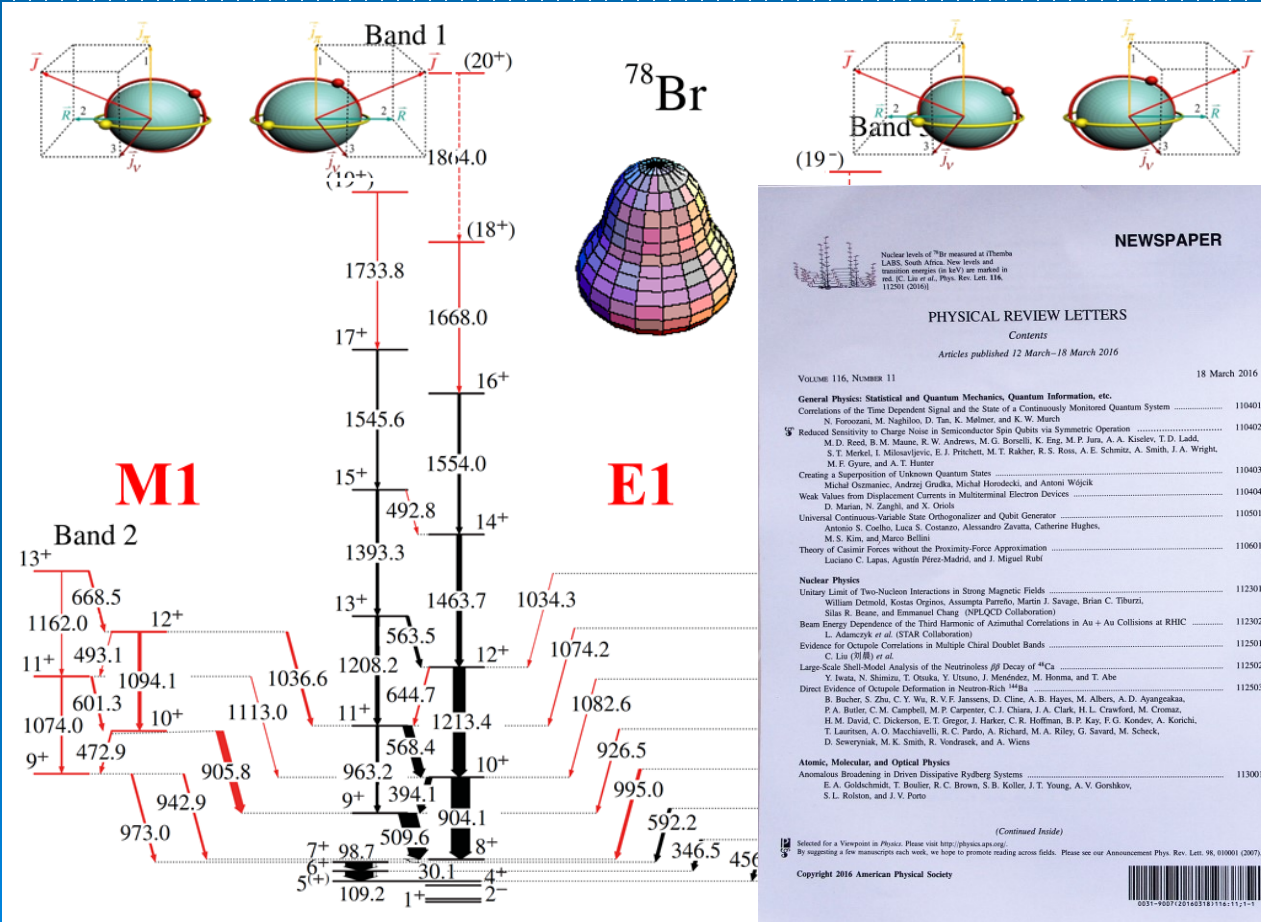 Band 1
(20⁺)
⁷⁸Br
J⃗
j⃗π
1
2
R⃗
3
j⃗ν
j⃗π
1
J⃗
2
R⃗
3
j⃗ν
J⃗
j⃗π
1
2
R⃗
3
j⃗ν
j⃗π
1
J⃗
2
R⃗
3
j⃗ν
Band
(19⁻)
1864.0
(19⁺)
(18⁺)
1733.8
1668.0
17⁺
16⁺
1545.6
1554.0
M1
E1
15⁺
492.8
14⁺
Band 2
1393.3
1463.7
13⁺
668.5
1162.0
12⁺
493.1
11⁺
1094.1
601.3
1074.0
10⁺
472.9
9⁺
905.8
942.9
973.0
1036.6
1113.0
13⁺
563.5
1208.2
12⁺
644.7
11⁺
1213.4
568.4
963.2
10⁺
394.1
9⁺
904.1
509.6
8⁺
7⁺
98.7
6⁺
30.1
5⁽⁺⁾
4⁺
109.2
1⁺
2⁻
1034.3
1074.2
1082.6
926.5
995.0
592.2
346.5
456
NEWSPAPER
Nuclear levels of ⁷⁸Br measured at iThemba
LABS, South Africa. New levels and
transition energies (in keV) are marked in
red. [C. Liu et al., Phys. Rev. Lett. 116,
112501 (2016)]
PHYSICAL REVIEW LETTERS
Contents
Articles published 12 March–18 March 2016
VOLUME 116, NUMBER 11 18 March 2016
General Physics: Statistical and Quantum Mechanics, Quantum Information, etc.
Correlations of the Time Dependent Signal and the State of a Continuously Monitored Quantum System 110401
N. Foroozani, M. Naghiloo, D. Tan, K. Mølmer, and K. W. Murch
Reduced Sensitivity to Charge Noise in Semiconductor Spin Qubits via Symmetric Operation 110402
M. D. Reed, B. M. Maune, R. W. Andrews, M. G. Borselli, K. Eng, M. P. Jura, A. A. Kiselev, T. D. Ladd,
S. T. Merkel, I. Milosavljevic, E. J. Pritchett, M. T. Rakher, R. S. Ross, A. E. Schmitz, A. Smith, J. A. Wright,
M. F. Gyure, and A. T. Hunter
Creating a Superposition of Unknown Quantum States 110403
Michał Oszmaniec, Andrzej Grudka, Michał Horodecki, and Antoni Wójcik
Weak Values from Displacement Currents in Multiterminal Electron Devices 110404
D. Marian, N. Zanghì, and X. Oriols
Universal Continuous-Variable State Orthogonalizer and Qubit Generator 110501
Antonio S. Coelho, Luca S. Costanzo, Alessandro Zavatta, Catherine Hughes,
M. S. Kim, and Marco Bellini
Theory of Casimir Forces without the Proximity-Force Approximation 110601
Luciano C. Lapas, Agustín Pérez-Madrid, and J. Miguel Rubí
Nuclear Physics
Unitary Limit of Two-Nucleon Interactions in Strong Magnetic Fields 112301
William Detmold, Kostas Orginos, Assumpta Parreño, Martin J. Savage, Brian C. Tiburzi,
Silas R. Beane, and Emmanuel Chang (NPLQCD Collaboration)
Beam Energy Dependence of the Third Harmonic of Azimuthal Correlations in Au + Au Collisions at RHIC 112302
L. Adamczyk et al. (STAR Collaboration)
Evidence for Octupole Correlations in Multiple Chiral Doublet Bands 112501
C. Liu (刘晨) et al.
Large-Scale Shell-Model Analysis of the Neutrinoless ββ Decay of ⁴⁸Ca 112502
Y. Iwata, N. Shimizu, T. Otsuka, Y. Utsuno, J. Menéndez, M. Honma, and T. Abe
Direct Evidence of Octupole Deformation in Neutron-Rich ¹⁴⁴Ba 112503
B. Bucher, S. Zhu, C. Y. Wu, R. V. F. Janssens, D. Cline, A. B. Hayes, M. Albers, A. D. Ayangeakaa,
P. A. Butler, C. M. Campbell, M. P. Carpenter, C. J. Chiara, J. A. Clark, H. L. Crawford, M. Cromaz,
H. M. David, C. Dickerson, E. T. Gregor, J. Harker, C. R. Hoffman, B. P. Kay, F. G. Kondev, A. Korichi,
T. Lauritsen, A. O. Macchiavelli, R. C. Pardo, A. Richard, M. A. Riley, G. Savard, M. Scheck,
D. Seweryniak, M. K. Smith, R. Vondrasek, and A. Wiens
Atomic, Molecular, and Optical Physics
Anomalous Broadening in Driven Dissipative Rydberg Systems 113001
E. A. Goldschmidt, T. Boulier, R. C. Brown, S. B. Koller, J. T. Young, A. V. Gorshkov,
S. L. Rolston, and J. V. Porto
(Continued Inside)
Selected for a Viewpoint in Physics. Please visit http://physics.aps.org/.
By suggesting a few manuscripts each week, we hope to promote reading across fields. Please see our Announcement Phys. Rev. Lett. 98, 010001 (2007).
Copyright 2016 American Physical Society
0031-9007(20160318)116:11;1-1